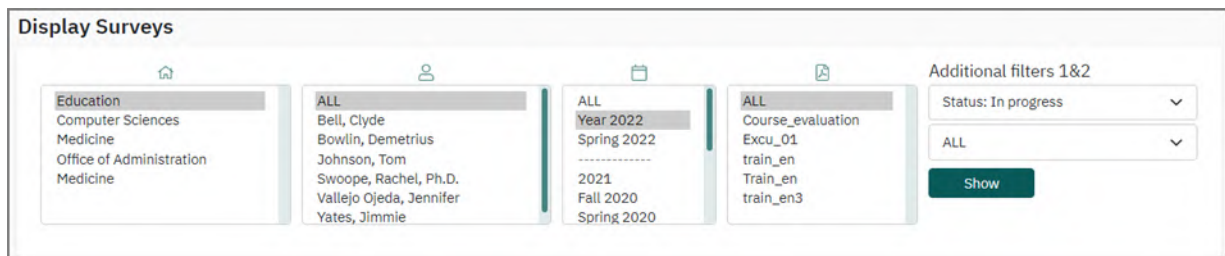 Display Surveys
Education
Computer Sciences
Medicine
Office of Administration
Medicine
ALL
Bell, Clyde
Bowlin, Demetrius
Johnson, Tom
Swoope, Rachel, Ph.D.
Vallejo Ojeda, Jennifer
Yates, Jimmie
ALL
Year 2022
Spring 2022
-------------
2021
Fall 2020
Spring 2020
ALL
Course_evaluation
Excu_01
train_en
Train_en
train_en3
Additional filters 1&2
Status: In progress
ALL
Show